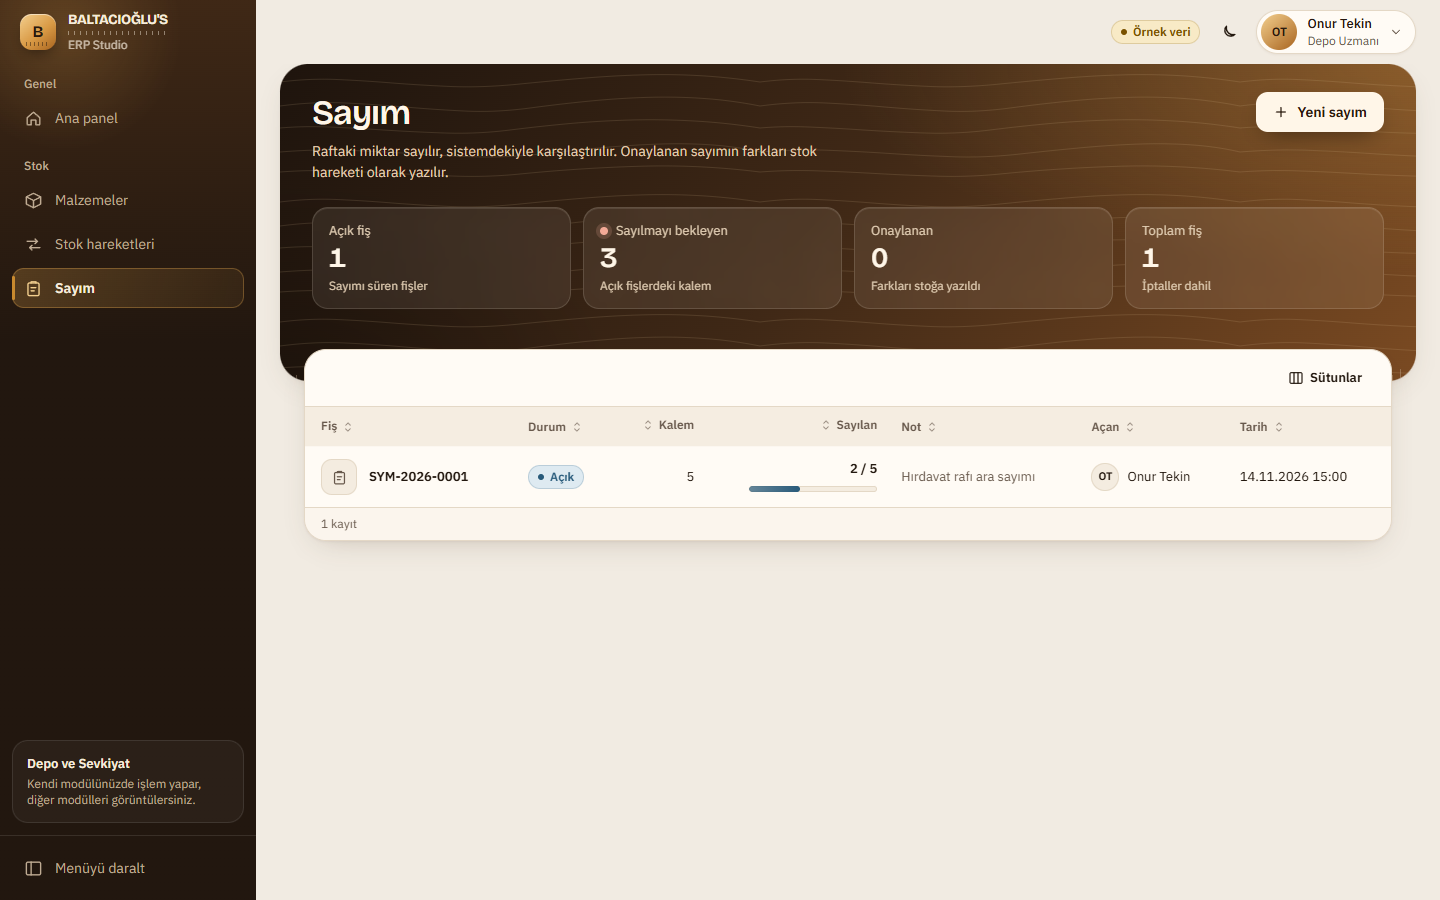 B
BALTACIOĞLU'S
ERP Studio
Genel
Ana panel
Stok
Malzemeler
Stok hareketleri
Sayım
Depo ve Sevkiyat
Kendi modülünüzde işlem yapar,
diğer modülleri görüntülersiniz.
Menüyü daralt
Örnek veri
OT
Onur Tekin
Depo Uzmanı
Sayım
Raftaki miktar sayılır, sistemdekiyle karşılaştırılır. Onaylanan sayımın farkları stok
hareketi olarak yazılır.
Yeni sayım
Açık fiş
1
Sayımı süren fişler
Sayılmayı bekleyen
3
Açık fişlerdeki kalem
Onaylanan
0
Farkları stoğa yazıldı
Toplam fiş
1
İptaller dahil
Sütunlar
Fiş Durum Kalem Sayılan Not Açan Tarih
SYM-2026-0001 Açık 5 2 / 5 Hırdavat rafı ara sayımı OT Onur Tekin 14.11.2026 15:00
1 kayıt